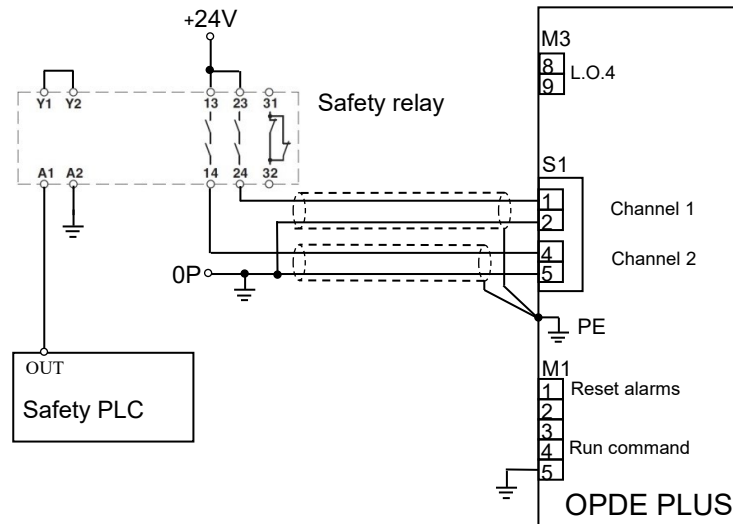 +24V
M3
8
L.O.4
9
Y1 Y2 13 23 31
Safety relay
A1 A2 14 24 32
S1
1
Channel 1
2
4
Channel 2
5
0P
PE
OUT
Safety PLC
M1
1 Reset alarms
2
3
4 Run command
5
OPDE PLUS